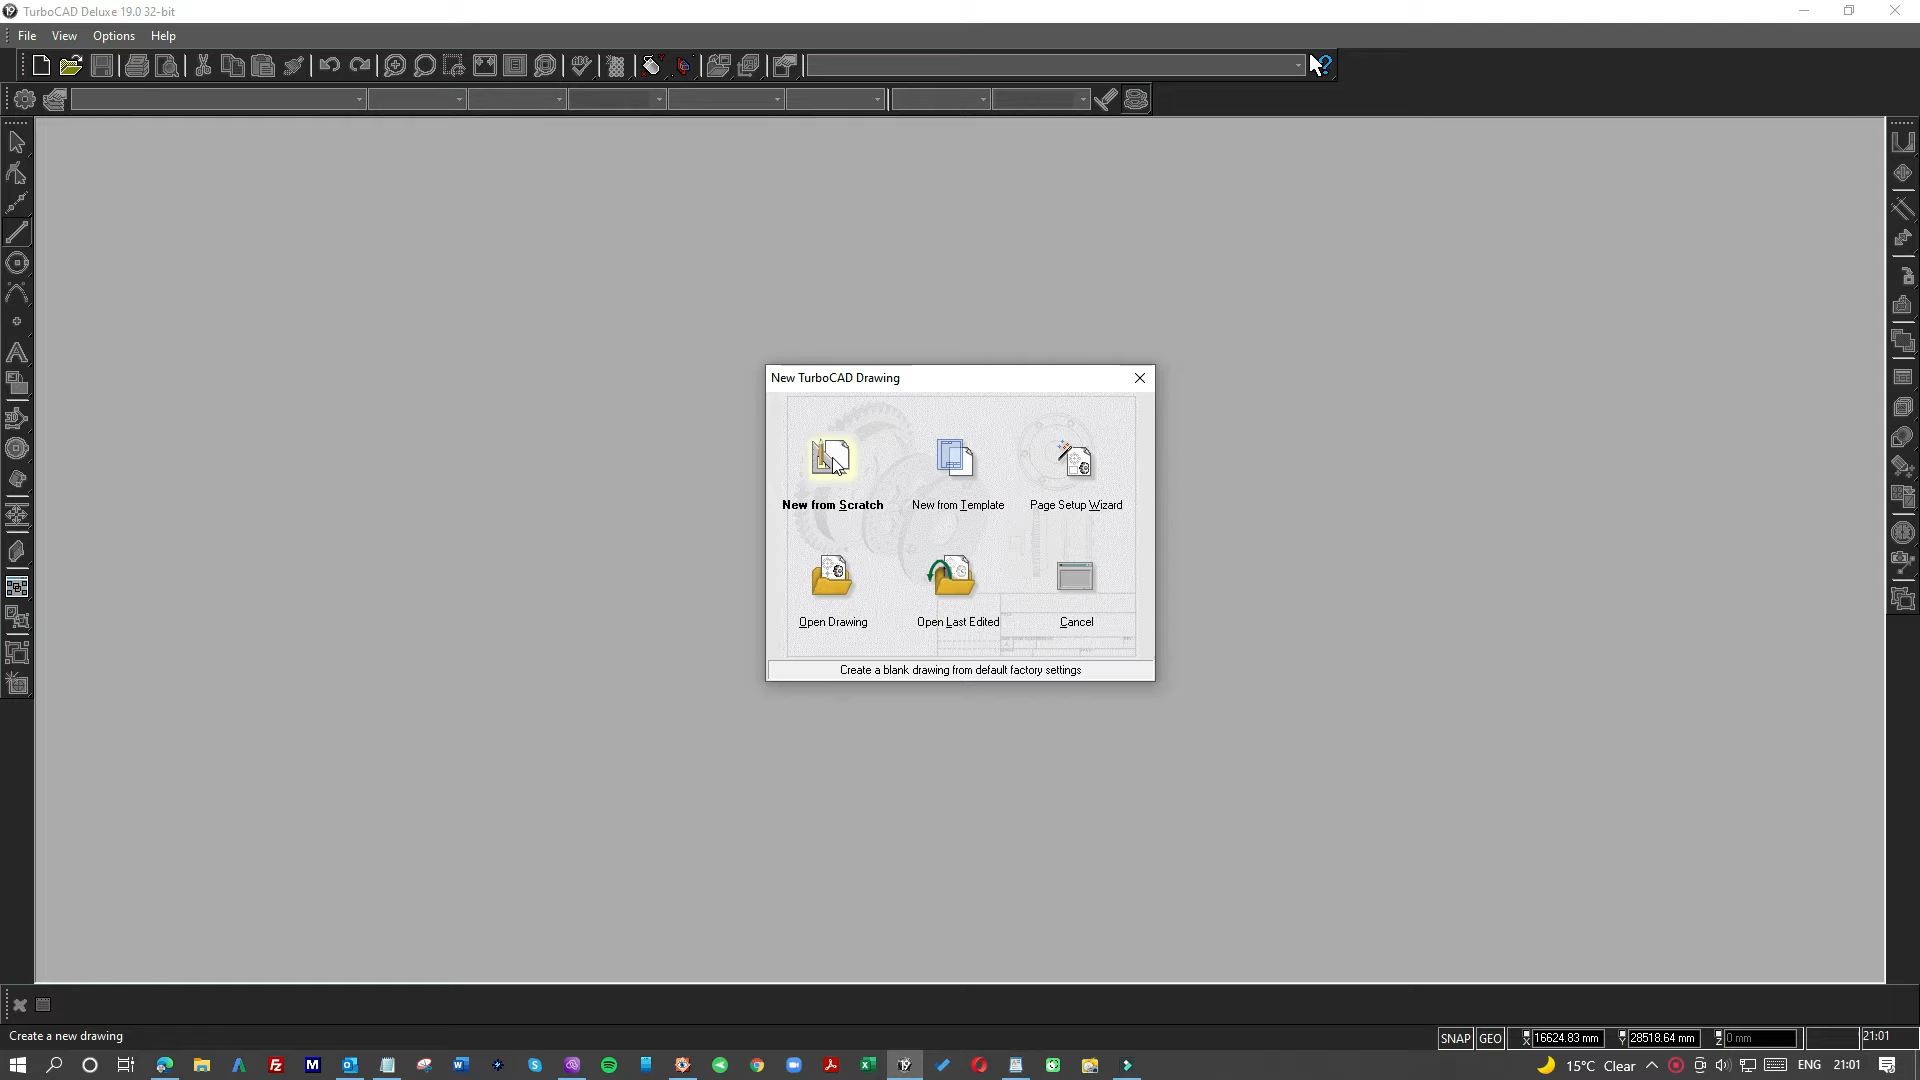 TurboCAD Deluxe 19.0 32-bit
File View Options Help
New TurboCAD Drawing
New from Scratch New from Template Page Setup Wizard
Open Drawing Open Last Edited Cancel
Create a blank drawing from default factory settings
Create a new drawing
SNAP GEO X 16624.83 mm Y 28518.64 mm Z 0 mm 21:01
15°C Clear ENG 21:01